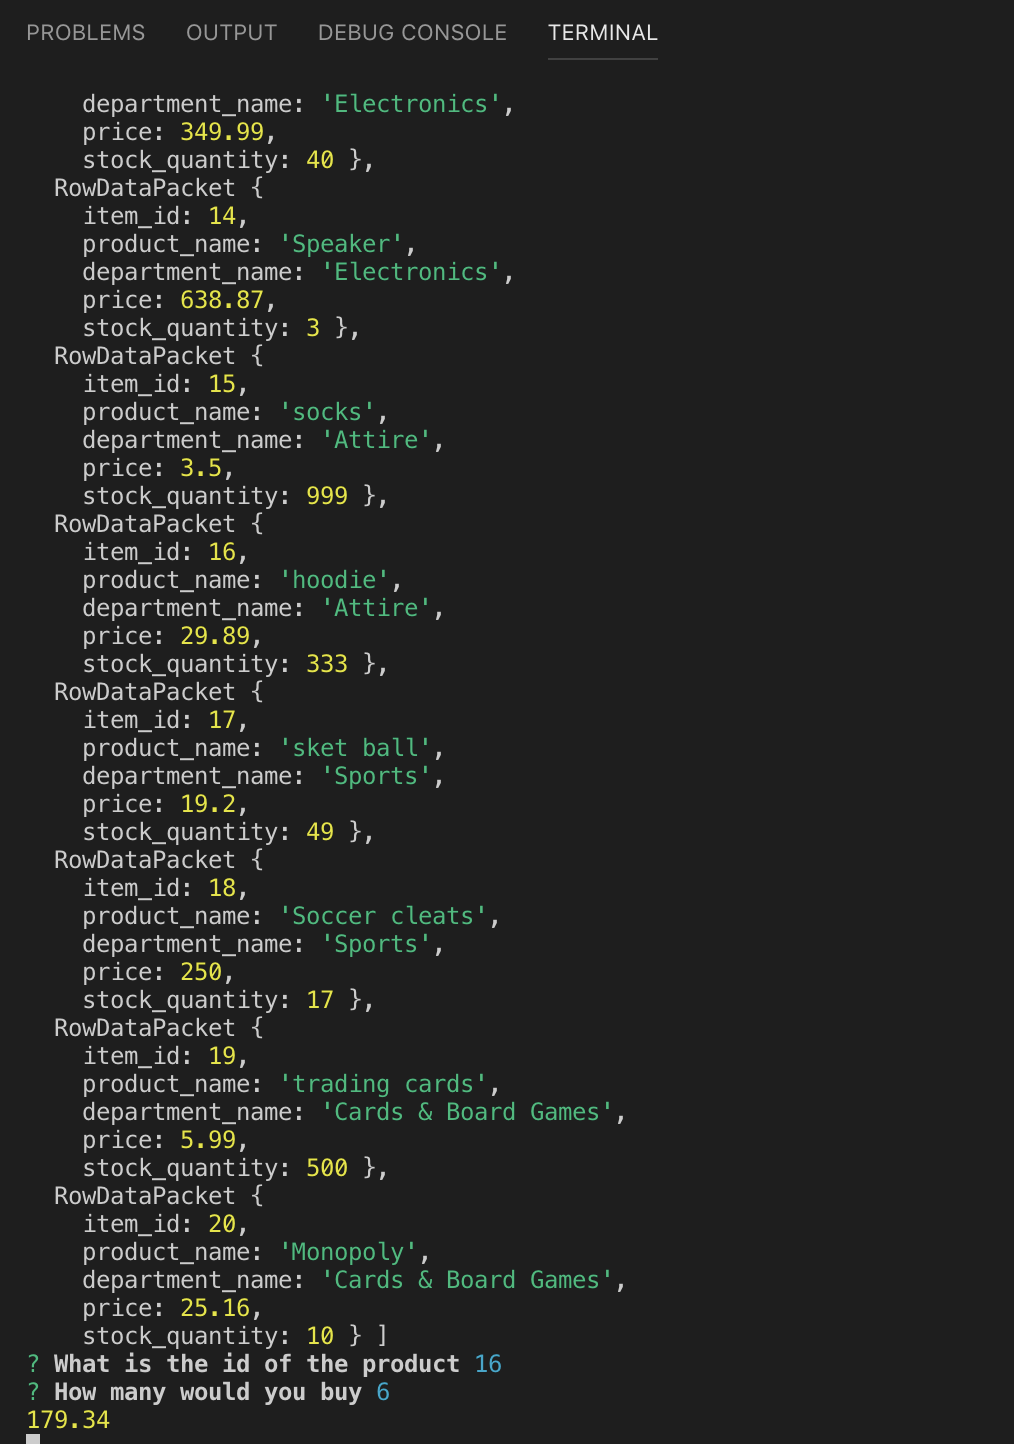 PROBLEMS OUTPUT DEBUG CONSOLE TERMINAL
department_name: 'Electronics',
price: 349.99,
stock_quantity: 40 },
RowDataPacket {
item_id: 14,
product_name: 'Speaker',
department_name: 'Electronics',
price: 638.87,
stock_quantity: 3 },
RowDataPacket {
item_id: 15,
product_name: 'socks',
department_name: 'Attire',
price: 3.5,
stock_quantity: 999 },
RowDataPacket {
item_id: 16,
product_name: 'hoodie',
department_name: 'Attire',
price: 29.89,
stock_quantity: 333 },
RowDataPacket {
item_id: 17,
product_name: 'sket ball',
department_name: 'Sports',
price: 19.2,
stock_quantity: 49 },
RowDataPacket {
item_id: 18,
product_name: 'Soccer cleats',
department_name: 'Sports',
price: 250,
stock_quantity: 17 },
RowDataPacket {
item_id: 19,
product_name: 'trading cards',
department_name: 'Cards & Board Games',
price: 5.99,
stock_quantity: 500 },
RowDataPacket {
item_id: 20,
product_name: 'Monopoly',
department_name: 'Cards & Board Games',
price: 25.16,
stock_quantity: 10 } ]
? What is the id of the product 16
? How many would you buy 6
179.34